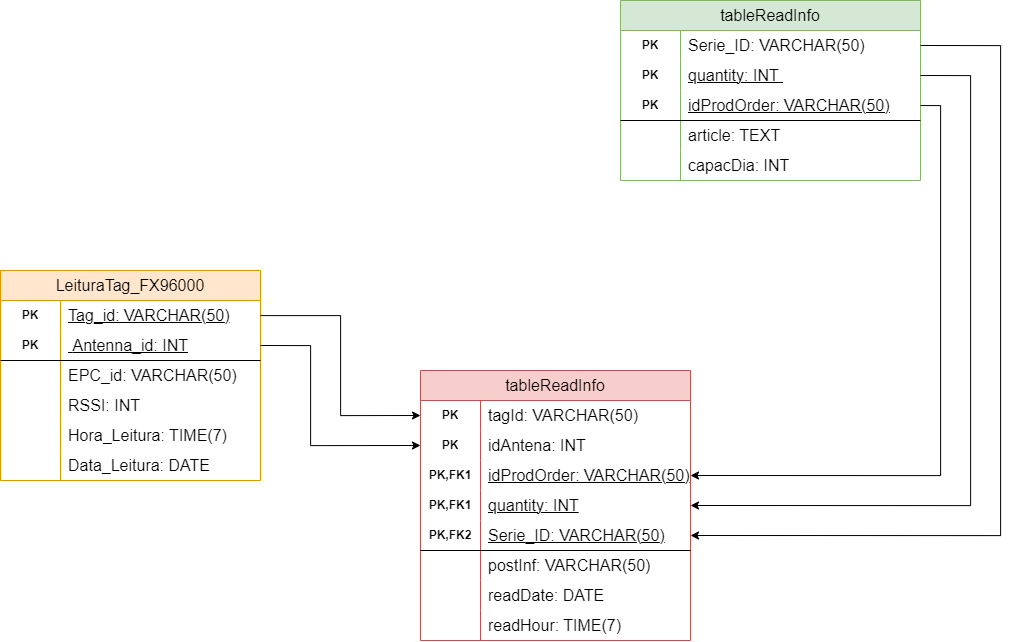 tableReadInfo
PK Serie_ID: VARCHAR(50)
PK quantity: INT
PK idProdOrder: VARCHAR(50)
article: TEXT
capacDia: INT
LeituraTag_FX96000
PK Tag_id: VARCHAR(50)
PK Antenna_id: INT
EPC_id: VARCHAR(50)
RSSI: INT
Hora_Leitura: TIME(7)
Data_Leitura: DATE
tableReadInfo
PK tagId: VARCHAR(50)
PK idAntena: INT
PK,FK1 idProdOrder: VARCHAR(50)
PK,FK1 quantity: INT
PK,FK2 Serie_ID: VARCHAR(50)
postInf: VARCHAR(50)
readDate: DATE
readHour: TIME(7)